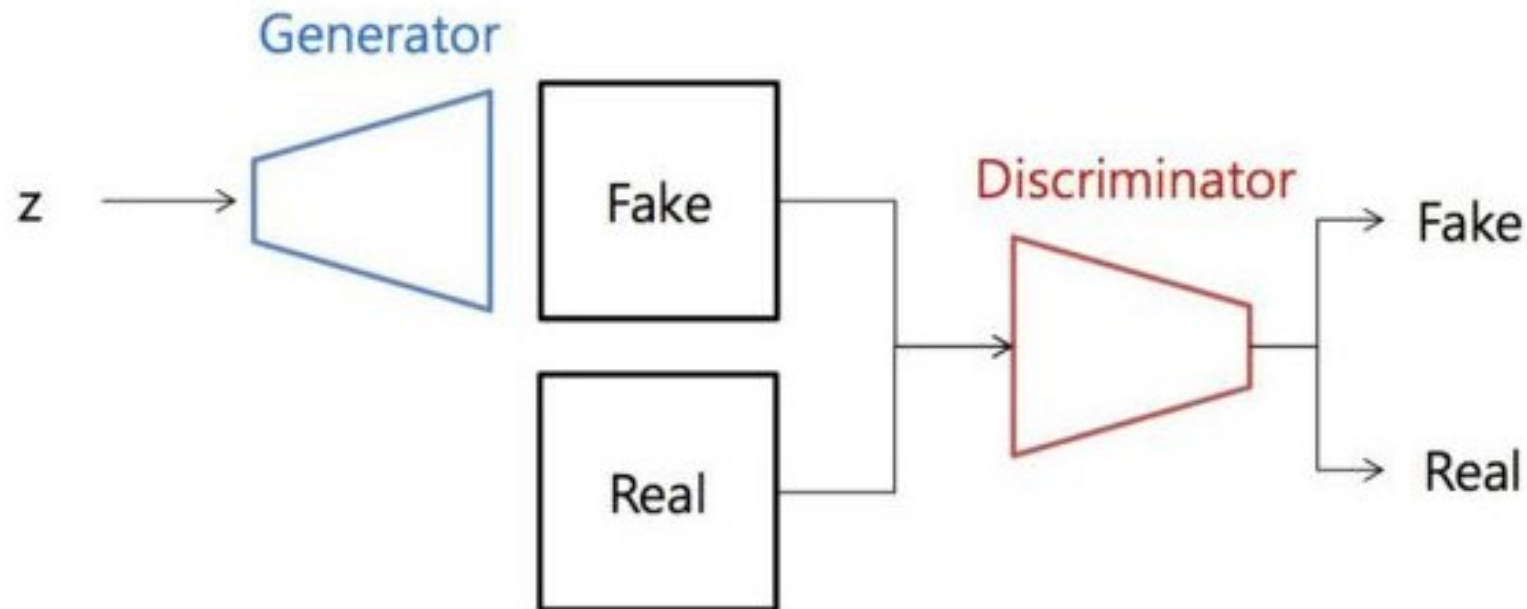 Generator
z
Fake
Real
Discriminator
Fake
Real